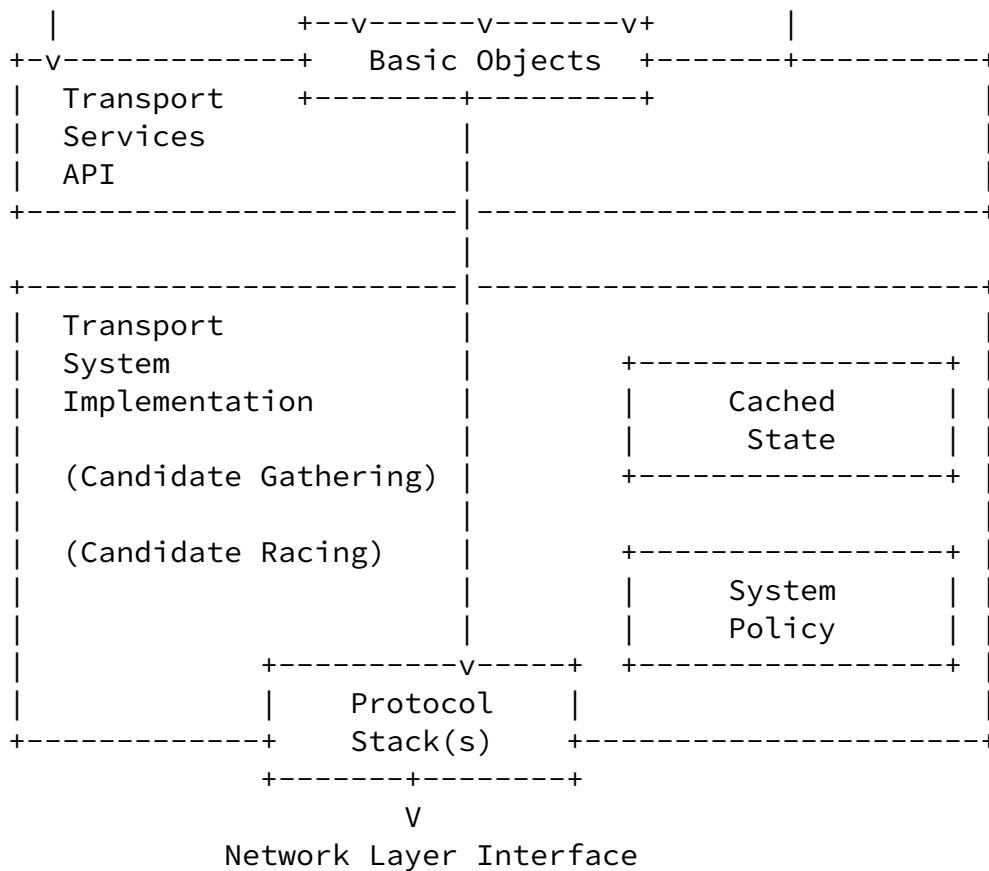 |             +--v------v-------v+       |
+-v-------------+   Basic Objects  +-------+----------+
|  Transport    +--------+---------+                  |
|  Services              |                            |
|  API                   |                            |
+------------------------|----------------------------+
                         |
+------------------------|----------------------------+
|  Transport             |                            |
|  System                |        +-----------------+ |
|  Implementation        |        |     Cached      | |
|                        |        |      State      | |
|  (Candidate Gathering) |        +-----------------+ |
|                        |                            |
|  (Candidate Racing)    |        +-----------------+ |
|                        |        |     System      | |
|                        |        |     Policy      | |
|             +----------v-----+  +-----------------+ |
|             |    Protocol    |                      |
+-------------+    Stack(s)    +----------------------+
              +-------+--------+
                      V
            Network Layer Interface